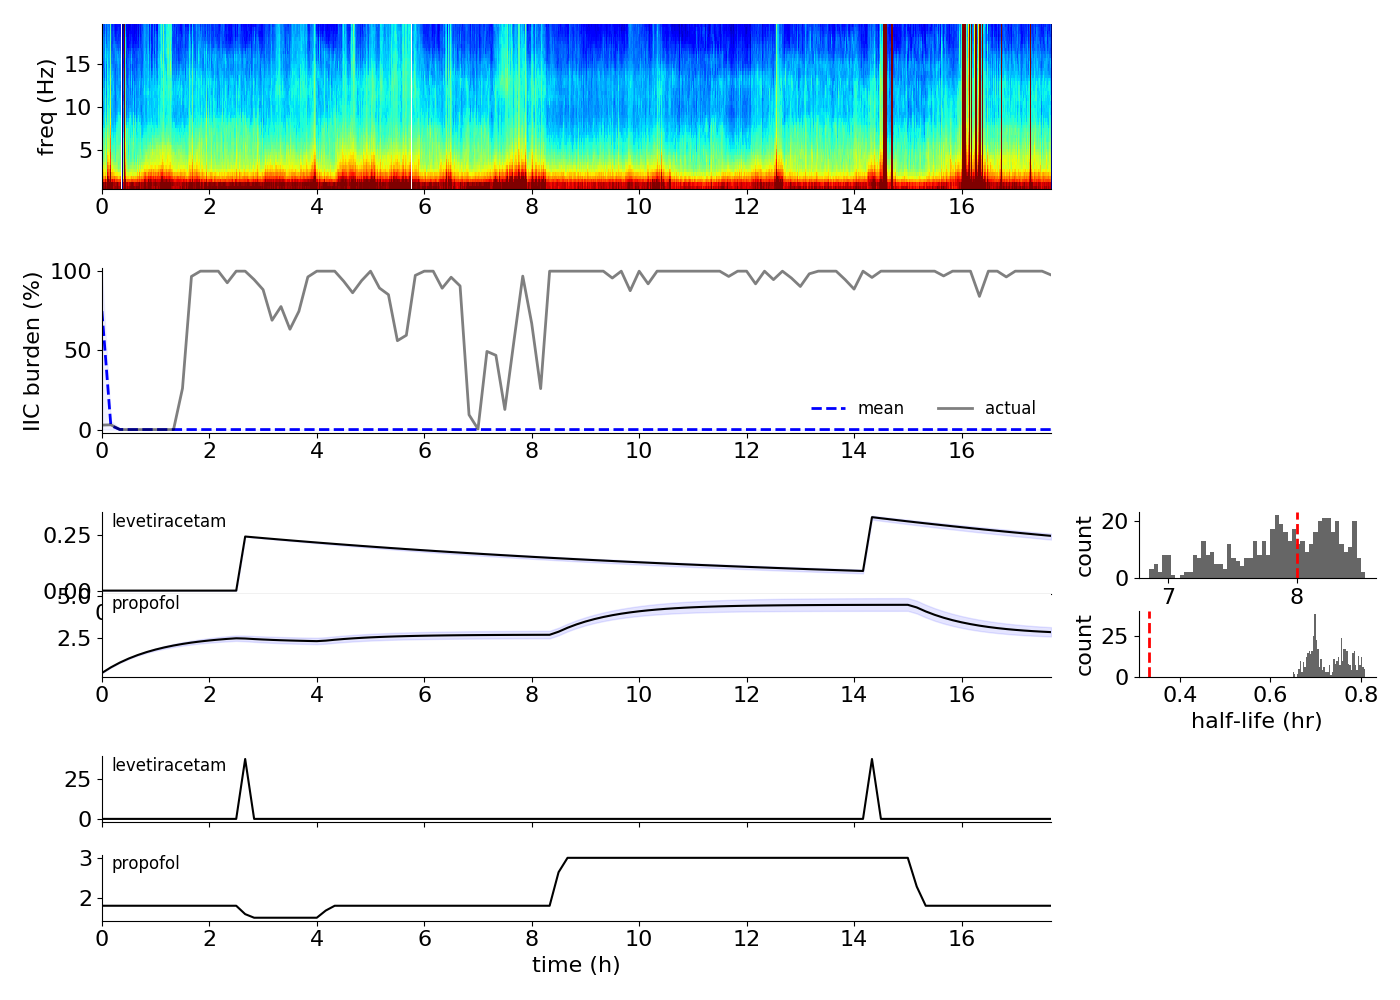 freq (Hz)
15
10
5
0 2 4 6 8 10 12 14 16
IIC burden (%)
100
50
0
mean actual
0 2 4 6 8 10 12 14 16
levetiracetam
0.25
0.00
count
20
0
7 8
propofol
5.0
2.5
0 2 4 6 8 10 12 14 16
count
25
0
0.4 0.6 0.8
half-life (hr)
levetiracetam
25
0
propofol
3
2
0 2 4 6 8 10 12 14 16
time (h)